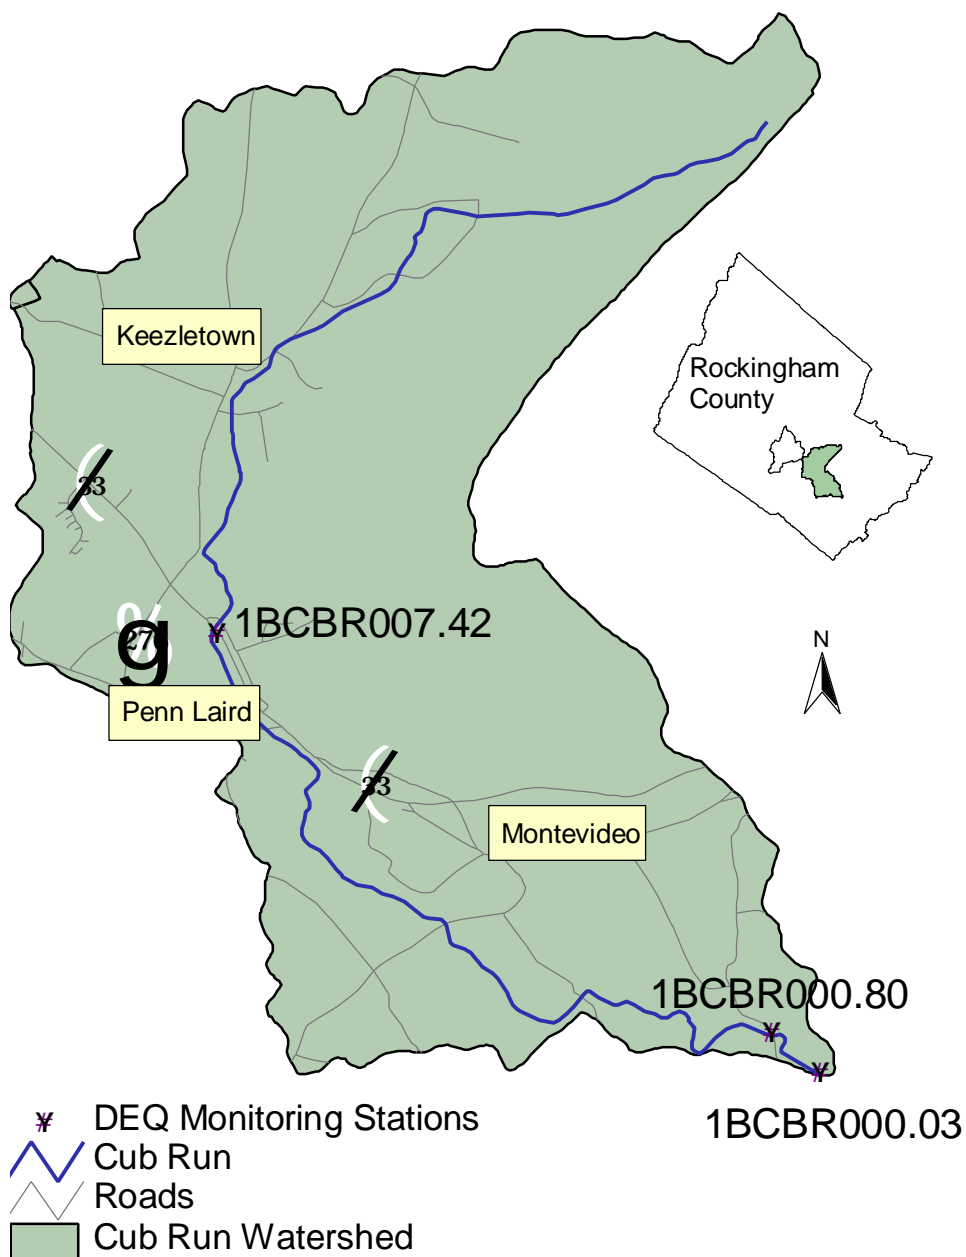 Keezletown
Rockingham
County
33
1BCBR007.42
N
Penn Laird
33
Montevideo
1BCBR000.80
1BCBR000.03
DEQ Monitoring Stations
Cub Run
Roads
Cub Run Watershed